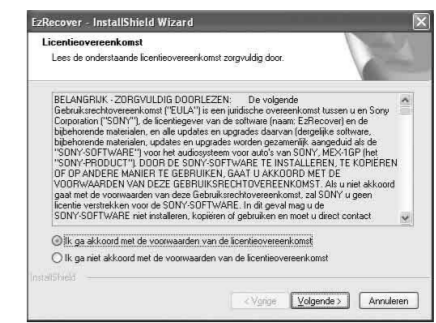 EzRecover - InstallShield Wizard
Licentieovereenkomst
Lees de onderstaande licentieovereenkomst zorgvuldig door.
BELANGRIJK - ZORGVULDIG DOORLEZEN: De volgende
Gebruiksrechtovereenkomst ("EULA") is een juridische overeenkomst tussen u en Sony
Corporation ("SONY"), de licentiegever van de software (naam: EzRecover) en de
bijbehorende materialen, en alle updates en upgrades daarvan (dergelijke software,
bijbehorende materialen, updates en upgrades worden gezamenlijk aangeduid als de
"SONY-SOFTWARE") voor het audiosysteem voor auto's van SONY, MEX-1GP (het
"SONY-PRODUCT"). DOOR DE SONY-SOFTWARE TE INSTALLEREN, TE KOPIËREN
OF OP ANDERE MANIER TE GEBRUIKEN, GAAT U AKKOORD MET DE
VOORWAARDEN VAN DEZE GEBRUIKSRECHTOVEREENKOMST. Als u niet akkoord
gaat met de voorwaarden van deze Gebruiksrechtovereenkomst, zal SONY u geen
licentie verstrekken voor de SONY-SOFTWARE. In dit geval mag u de
SONY-SOFTWARE niet installeren, kopiëren of gebruiken en moet u direct contact
Ik ga akkoord met de voorwaarden van de licentieovereenkomst
Ik ga niet akkoord met de voorwaarden van de licentieovereenkomst
InstallShield
< Vorige Volgende > Annuleren